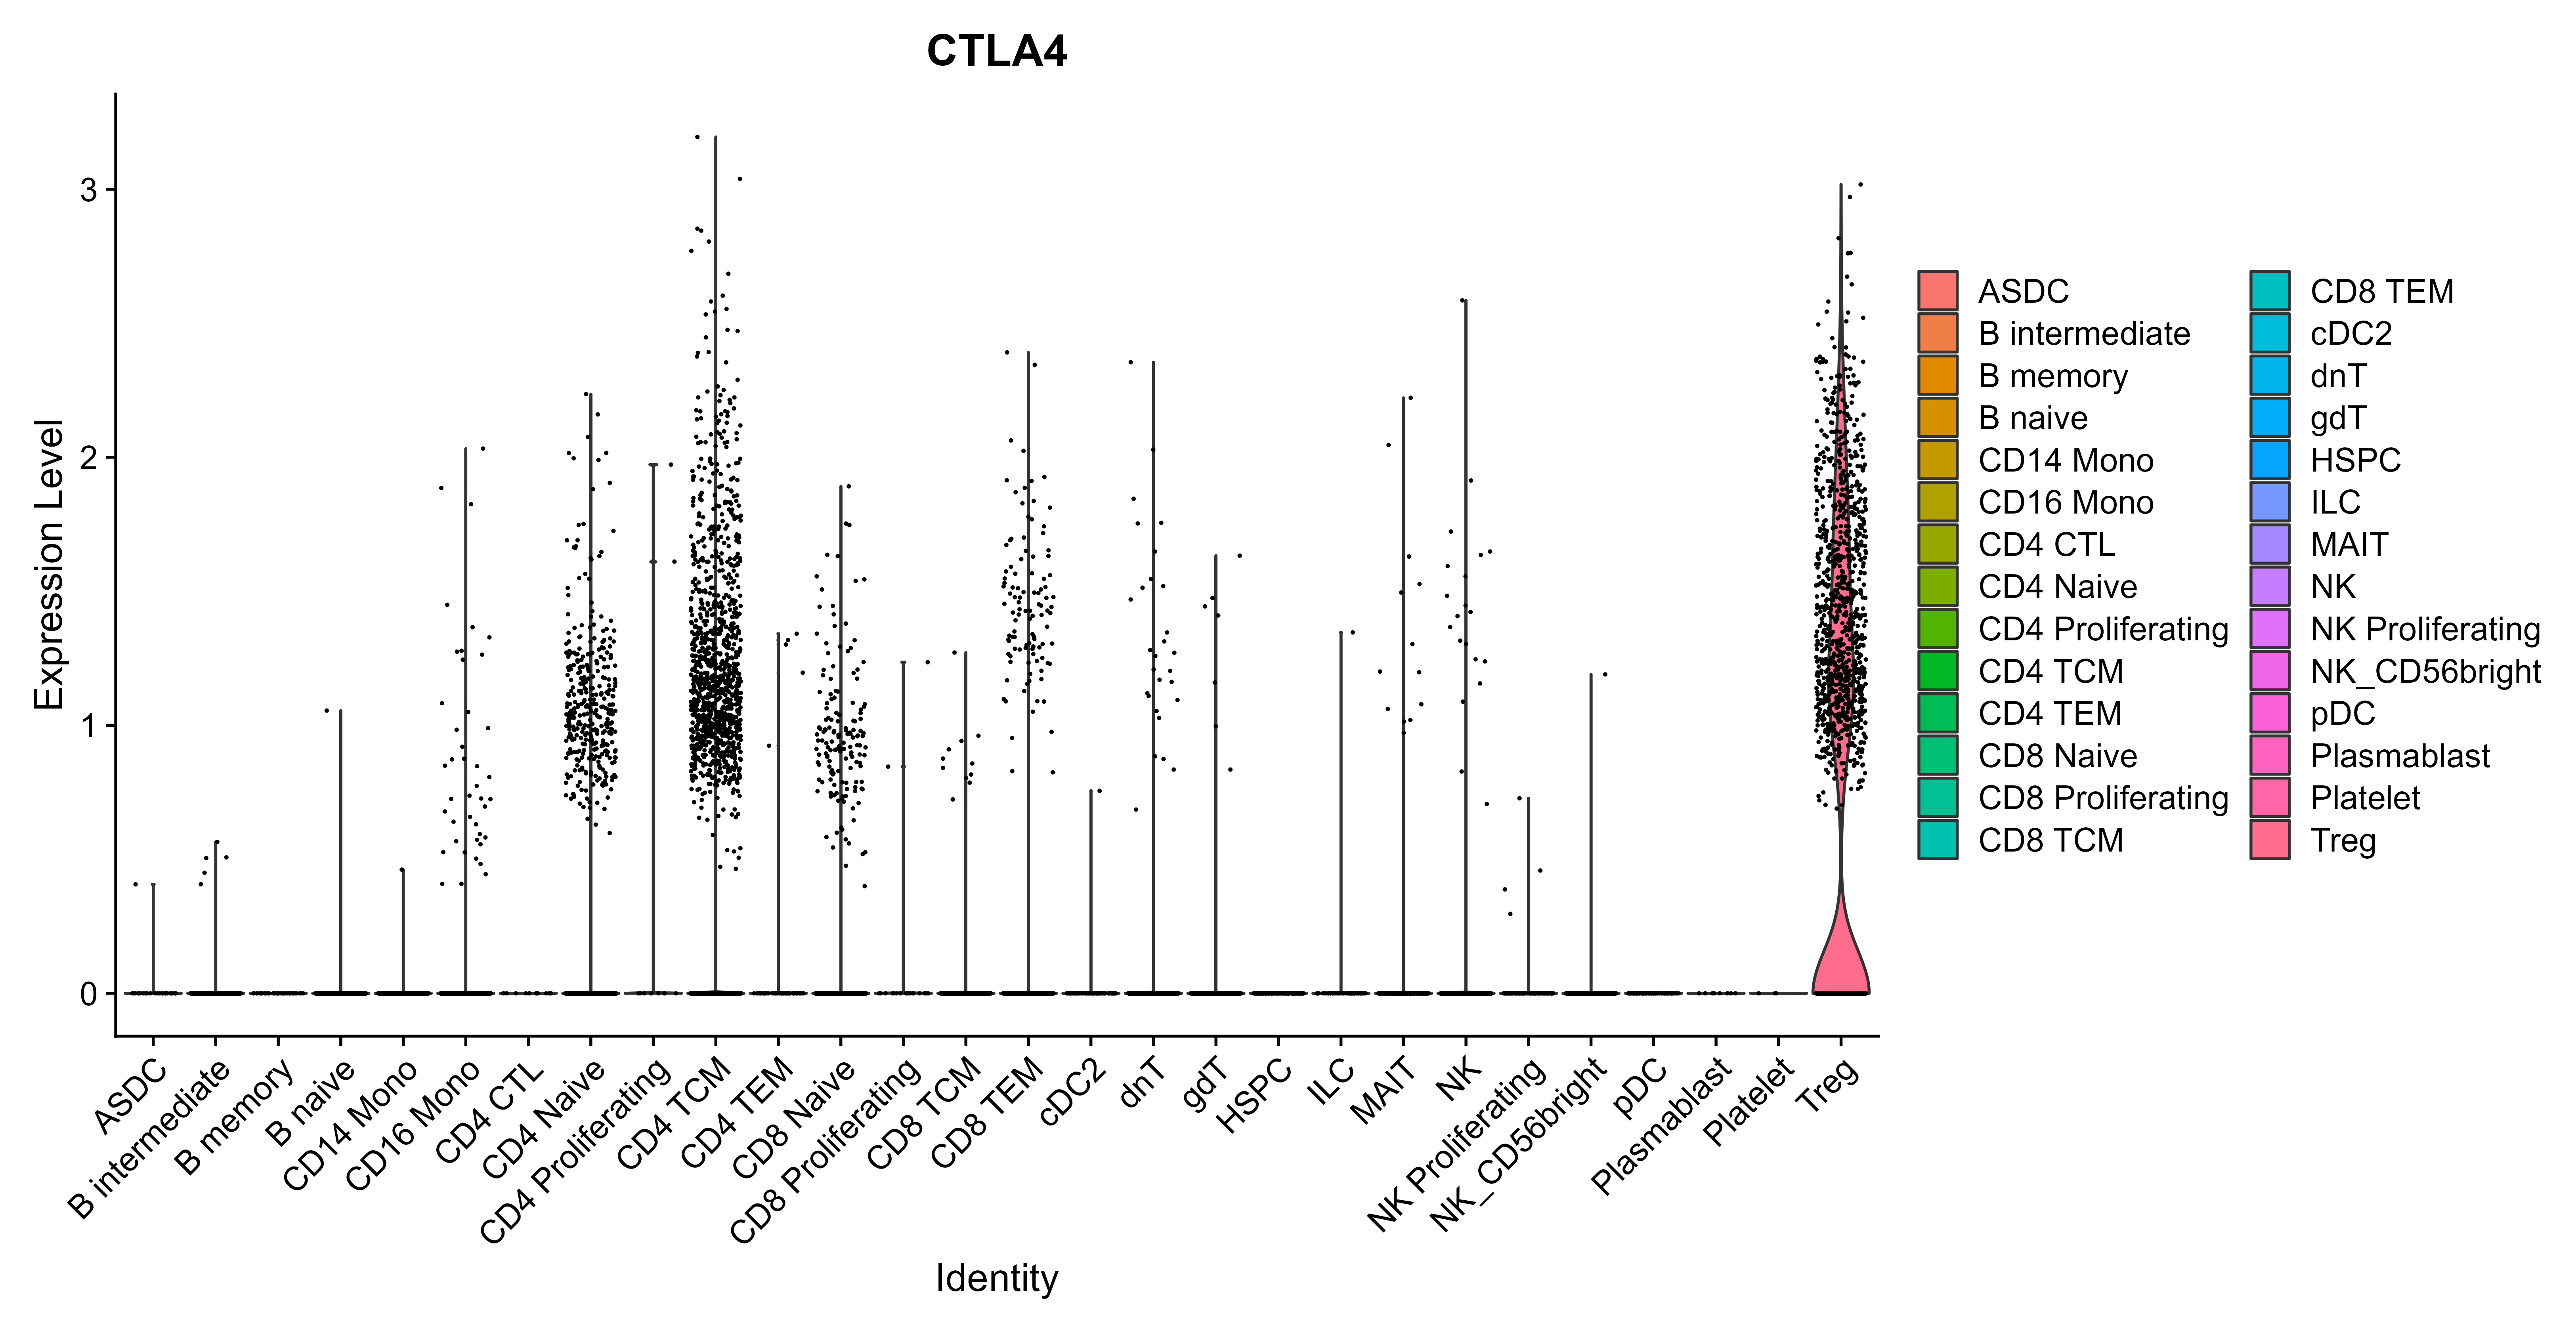 CTLA4
Expression Level
3
2
1
0
ASDC
B intermediate
B memory
B naive
CD14 Mono
CD16 Mono
CD4 CTL
CD4 Naive
CD4 Proliferating
CD4 TCM
CD4 TEM
CD8 Naive
CD8 Proliferating
CD8 TCM
CD8 TEM
cDC2
dnT
gdT
HSPC
ILC
MAIT
NK
NK Proliferating
NK_CD56bright
pDC
Plasmablast
Platelet
Treg
Identity
ASDC
B intermediate
B memory
B naive
CD14 Mono
CD16 Mono
CD4 CTL
CD4 Naive
CD4 Proliferating
CD4 TCM
CD4 TEM
CD8 Naive
CD8 Proliferating
CD8 TCM
CD8 TEM
cDC2
dnT
gdT
HSPC
ILC
MAIT
NK
NK Proliferating
NK_CD56bright
pDC
Plasmablast
Platelet
Treg